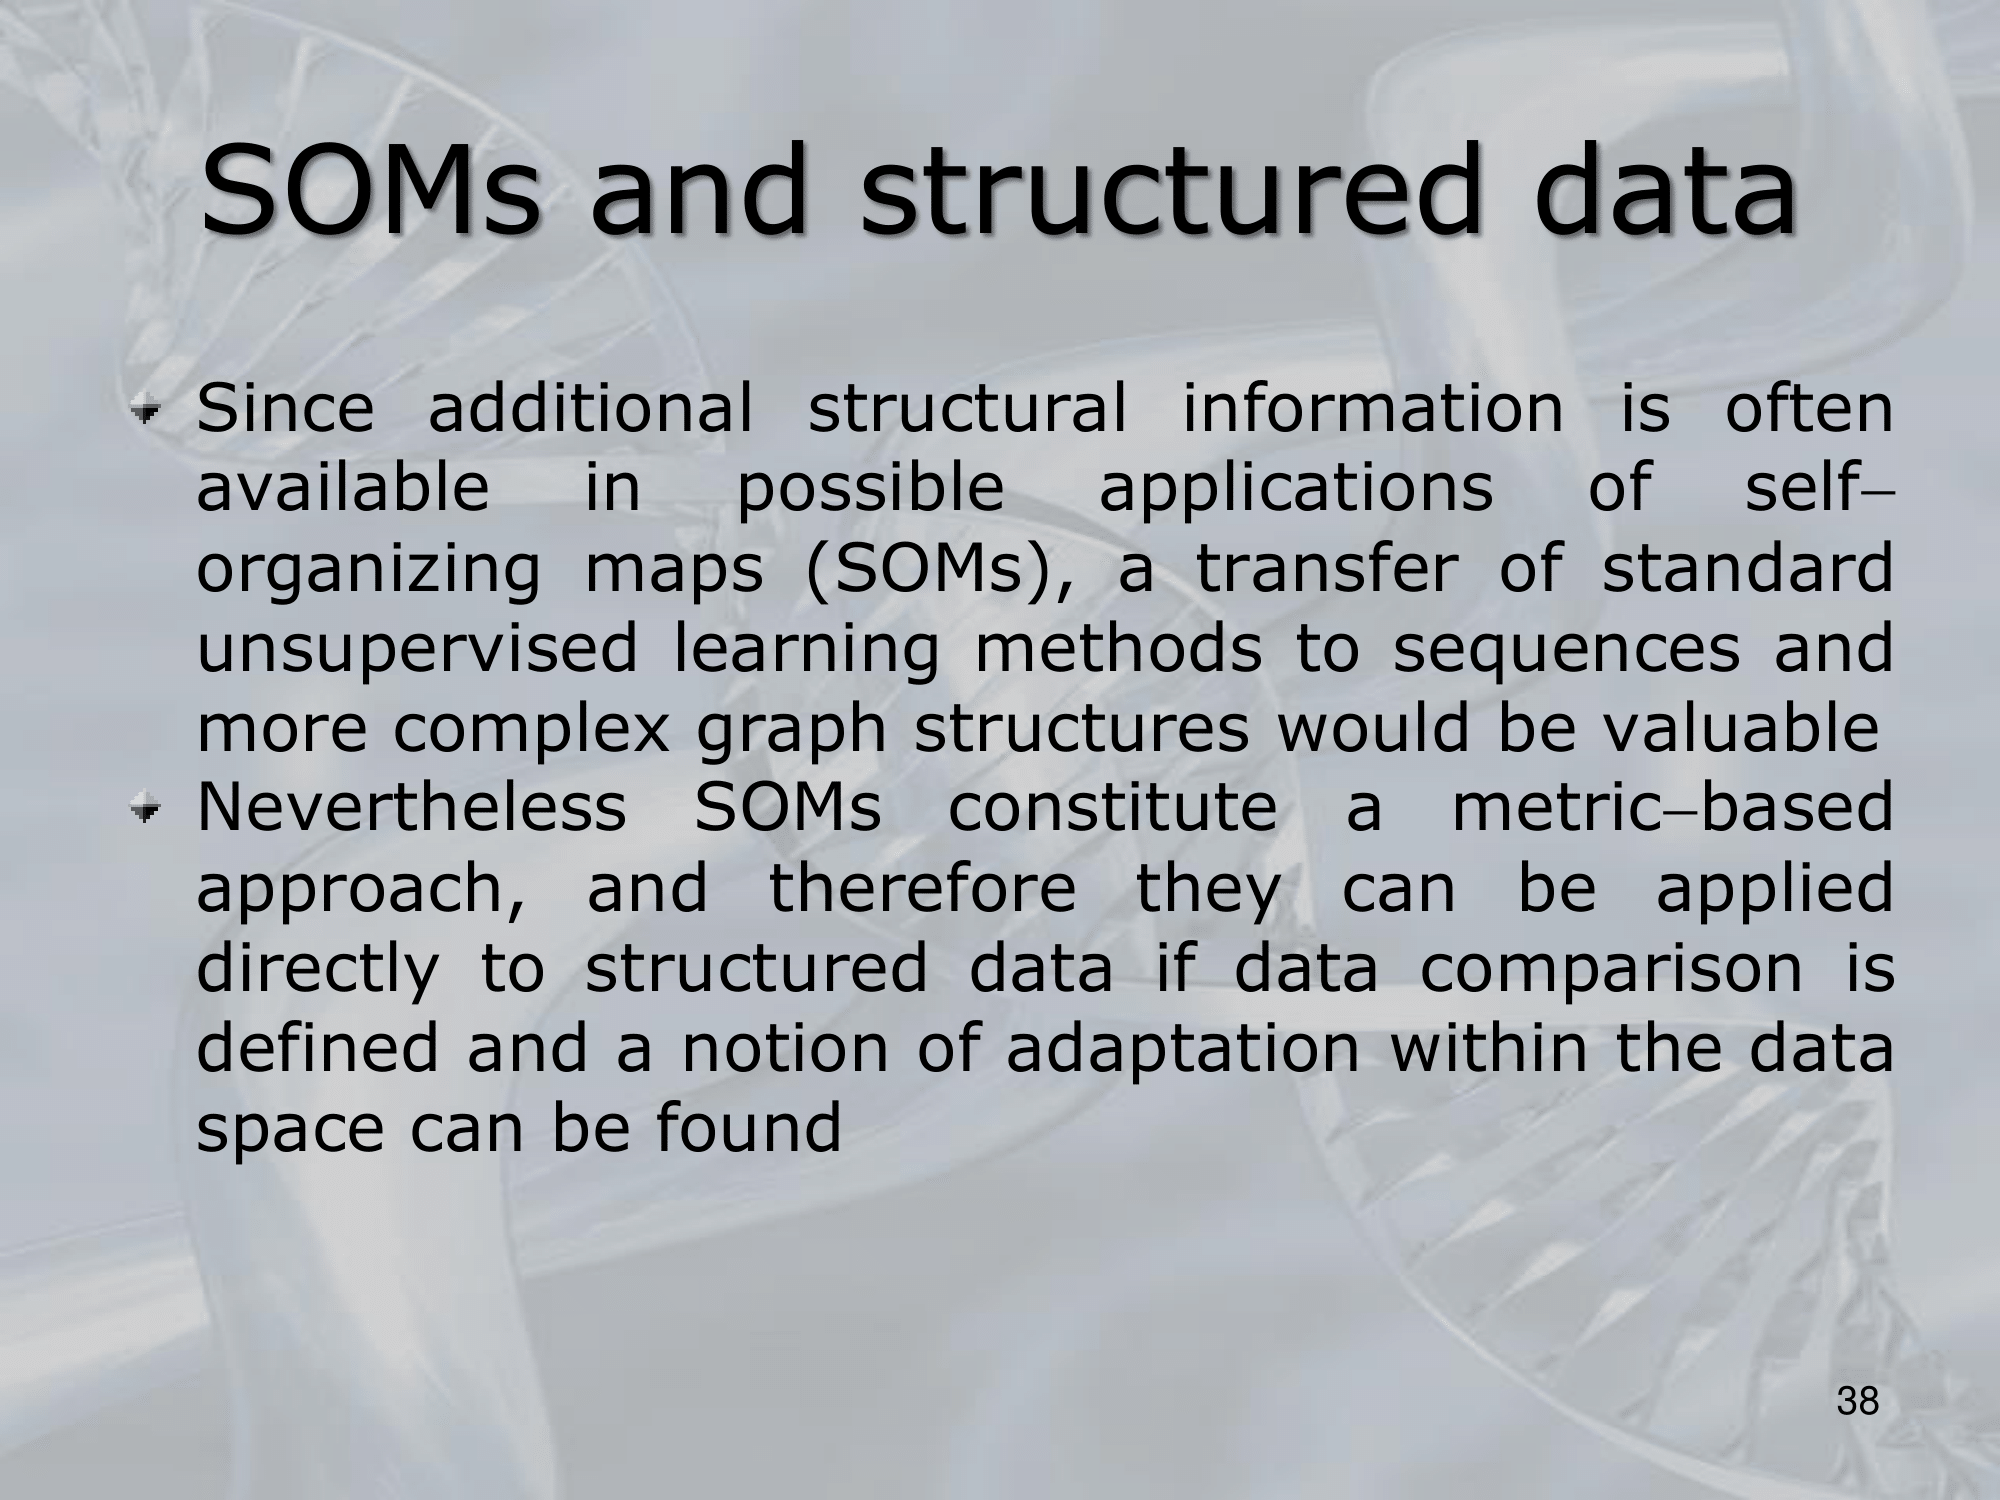 SOMs and structured data
Since additional structural information is often
available in possible applications of self–
organizing maps (SOMs), a transfer of standard
unsupervised learning methods to sequences and
more complex graph structures would be valuable
Nevertheless SOMs constitute a metric–based
approach, and therefore they can be applied
directly to structured data if data comparison is
defined and a notion of adaptation within the data
space can be found
38